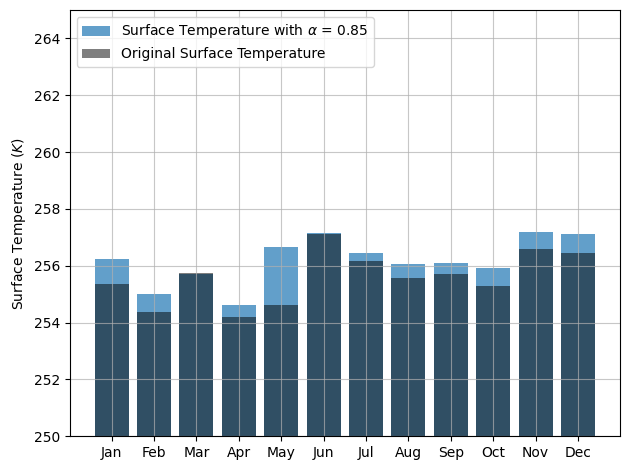 Surface Temperature with α = 0.85
Original Surface Temperature
Surface Temperature (K)
264
262
260
258
256
254
252
250
Jan Feb Mar Apr May Jun Jul Aug Sep Oct Nov Dec